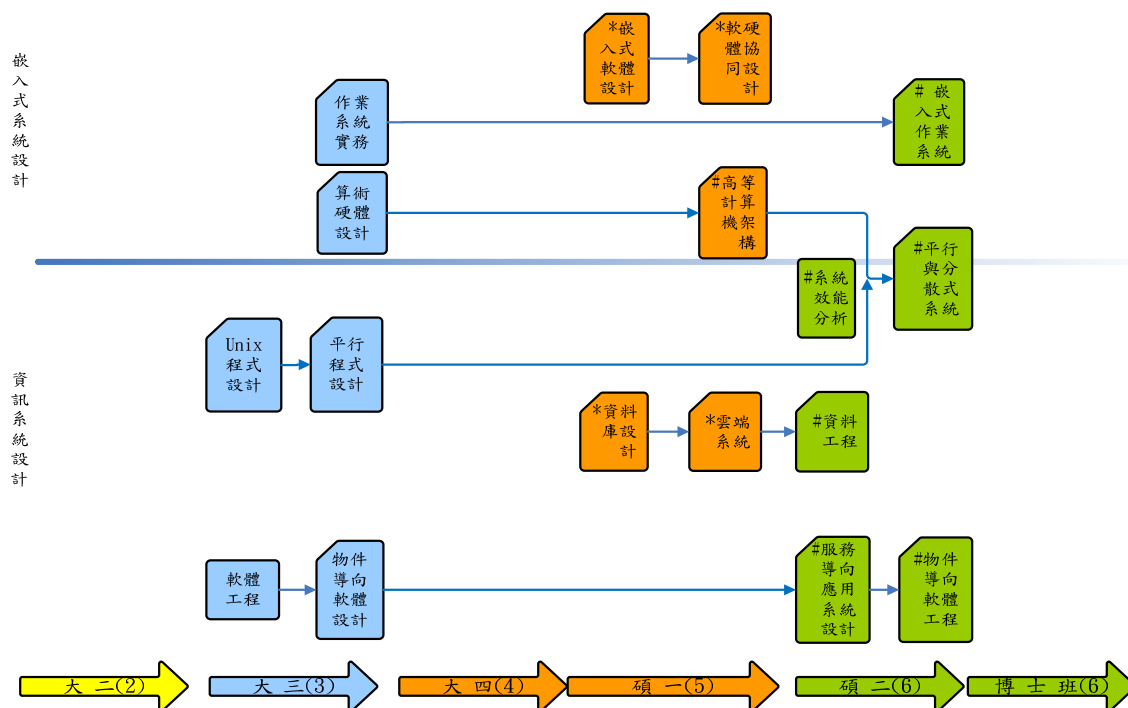 嵌入式系統設計
*嵌
入式
軟體
設計
*軟硬
體協
同設
計
作業
系統
實務
# 嵌
入式
作業
系統
算術
硬體
設計
#高等
計算
機架
構
#平行
與分
散式
系統
#系統
效能
分析
資訊系統設計
Unix
程式
設計
平行
程式
設計
*資料
庫設
計
*雲端
系統
#資料
工程
軟體
工程
物件
導向
軟體
設計
#服務
導向
應用
系統
設計
#物件
導向
軟體
工程
大 二(2)
大 三(3)
大 四(4)
碩 一(5)
碩 二(6)
博 士 班(6)